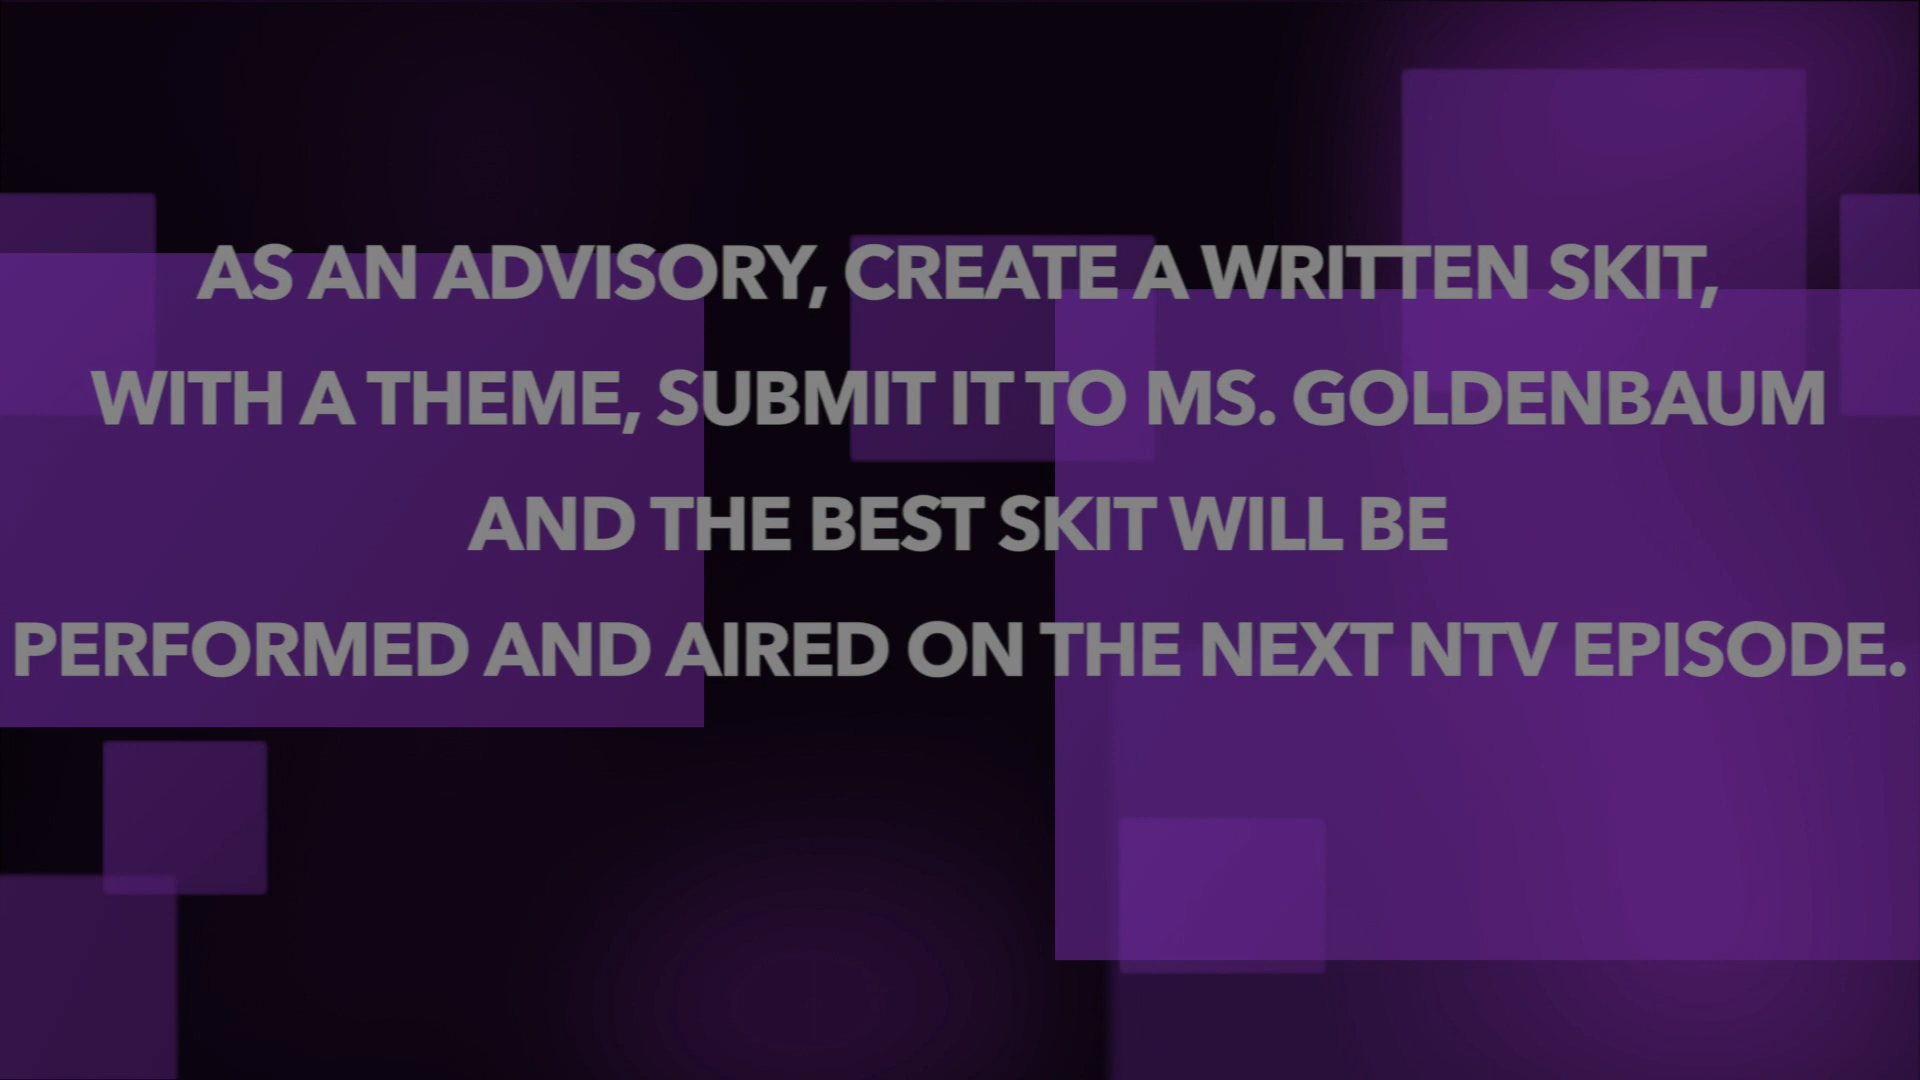 AS AN ADVISORY, CREATE A WRITTEN SKIT,
WITH A THEME, SUBMIT IT TO MS. GOLDENBAUM
AND THE BEST SKIT WILL BE
PERFORMED AND AIRED ON THE NEXT NTV EPISODE.